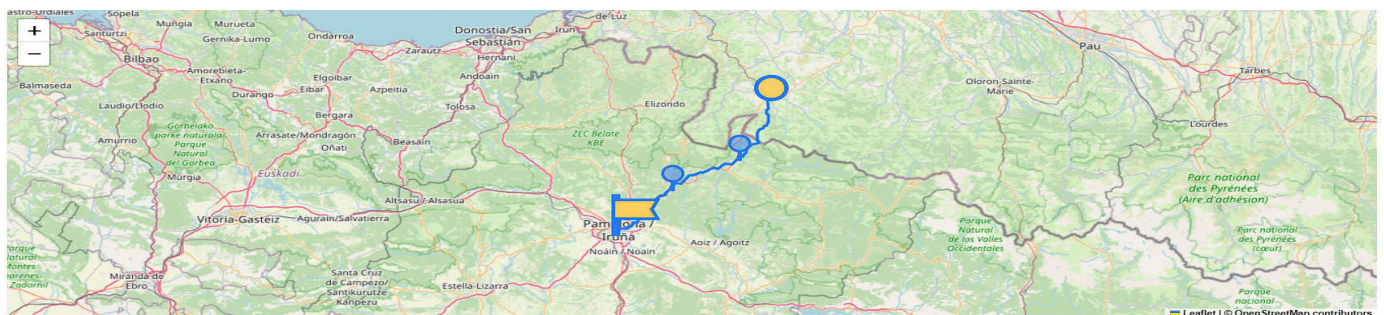 astro-Urdiales
Sopela
Santurtzi
Mungia
Murueta
Gernika-Lumo
Ondarroa
Bilbao
Balmaseda
Amorebieta-
Etxano
Durango
Elgoibar
Eibar
Azpeitia
Zarautz
Donostia/San
Sebastián
Hernani
Andoain
Irun
de-Luz
Tolosa
Bergara
Laudio/Llodio
Amurrio
Gorbeiako
parke naturala/
Parque
Natural
del Gorbea
Arrasate/Mondragón
Oñati
Beasain
Murgia
Euskadi
Altsasu / Alsasua
Vitoria-Gasteiz
Agurain/Salvatierra
Elizondo
ZEC Belate
KBE
Pamplona /
Iruña
Noáin / Noain
Aoiz / Agoitz
Estella-Lizarra
Santa Cruz
de Campezo/
Santikurutze
Kanpezu
Miranda de
Ebro
arque
latural
Montes
Pau
Oloron-Sainte-
Marie
Tarbes
Lourdes
Parc national
des Pyrénées
(Aire d'adhésion)
Parque
Natural
de los Valles
Occidentales
Parc national
des Pyrénées
(cœur)
Parque
nacional
+
−
Leaflet | © OpenStreetMap contributors